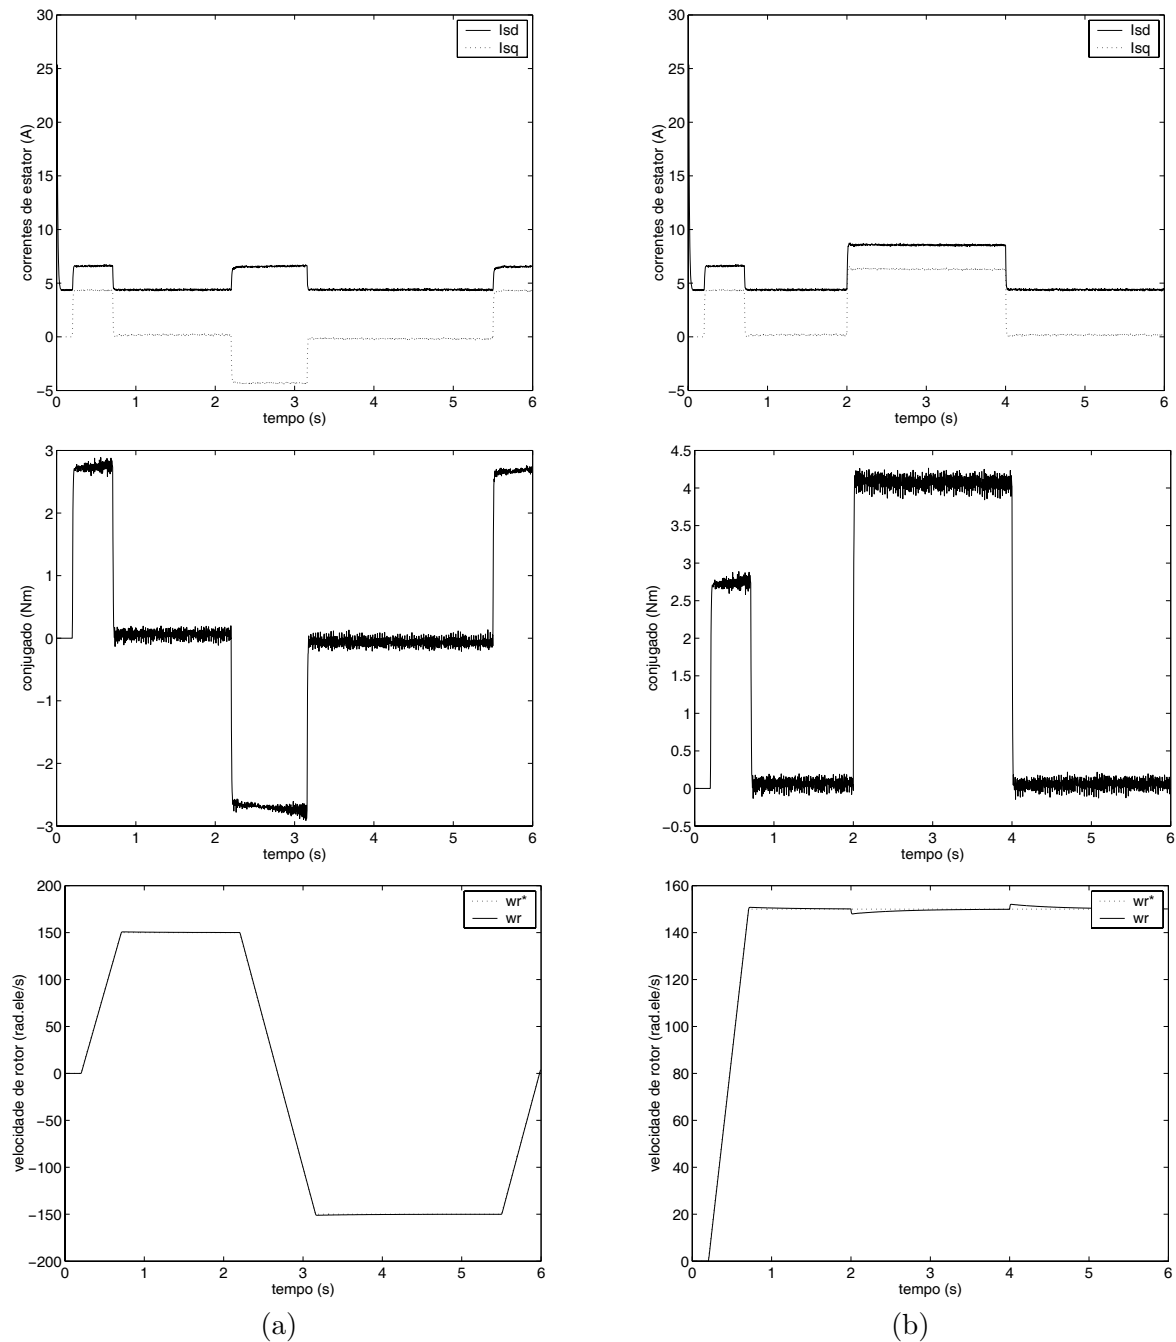 30
25
20
15
10
5
0
−5
0 1 2 3 4 5 6
correntes de estator (A)
tempo (s)
Isd
Isq
30
25
20
15
10
5
0
−5
0 1 2 3 4 5 6
correntes de estator (A)
tempo (s)
Isd
Isq
3
2
1
0
−1
−2
−3
0 1 2 3 4 5 6
conjugado (Nm)
tempo (s)
4.5
4
3.5
3
2.5
2
1.5
1
0.5
0
−0.5
0 1 2 3 4 5 6
conjugado (Nm)
tempo (s)
200
150
100
50
0
−50
−100
−150
−200
0 1 2 3 4 5 6
velocidade de rotor (rad.ele/s)
tempo (s)
wr*
wr
160
140
120
100
80
60
40
20
0
0 1 2 3 4 5 6
velocidade de rotor (rad.ele/s)
tempo (s)
wr*
wr
(a)
(b)